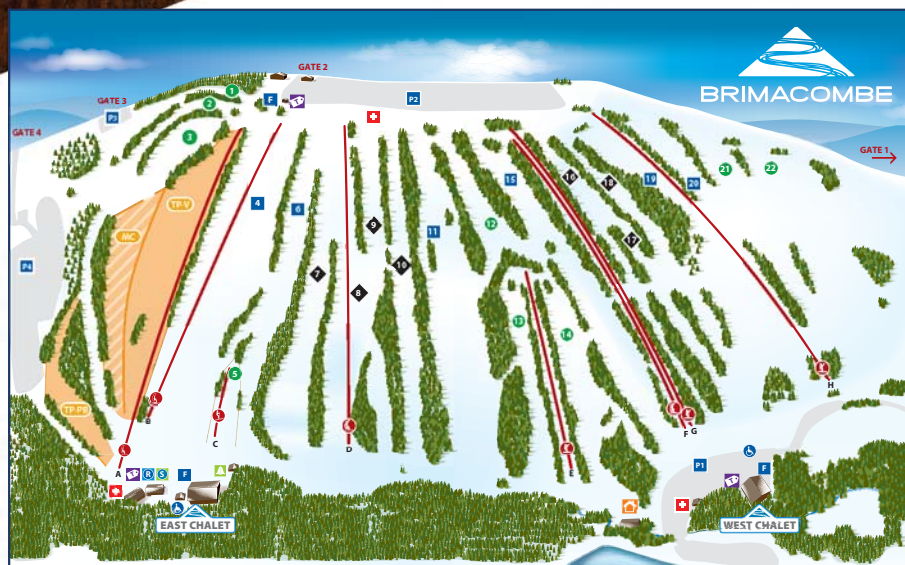 GATE 2
BRIMACOMBE
GATE 3
GATE 4
GATE 1
P2
P3
P4
P1
F
1
2
3
4
5
6
7
8
9
10
11
12
13
14
15
16
17
18
19
20
21
22
TP-V
MC
TP-PB
A
B
C
D
E
F
G
H
R
S
F
EAST CHALET
F
WEST CHALET